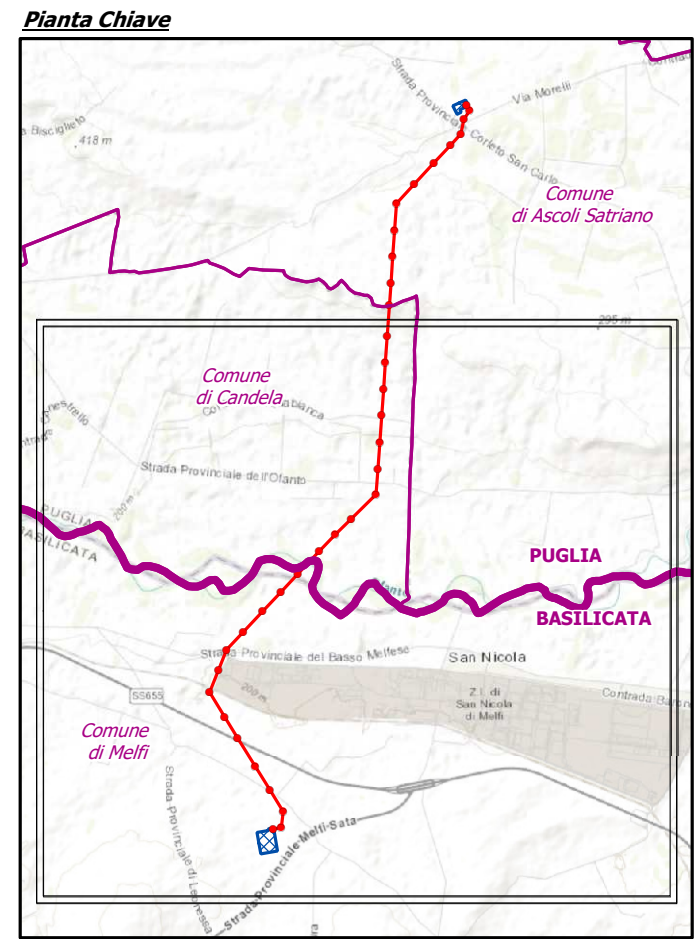 Pianta Chiave
Strada Provinciale Corleto San Carlo
Via Morelli
418 m
Comune
di Ascoli Satriano
295 m
Comune
di Candela
Strada Provinciale dell'Ofanto
200 m
PUGLIA
BASILICATA
PUGLIA
BASILICATA
Ofanto
Strada Provinciale del Basso Melfese
San Nicola
200 m
Z.I. di
San Nicola
di Melfi
SS655
Comune
di Melfi
Strada Provinciale Melfi-Sata
Strada Provinciale di Leonessa